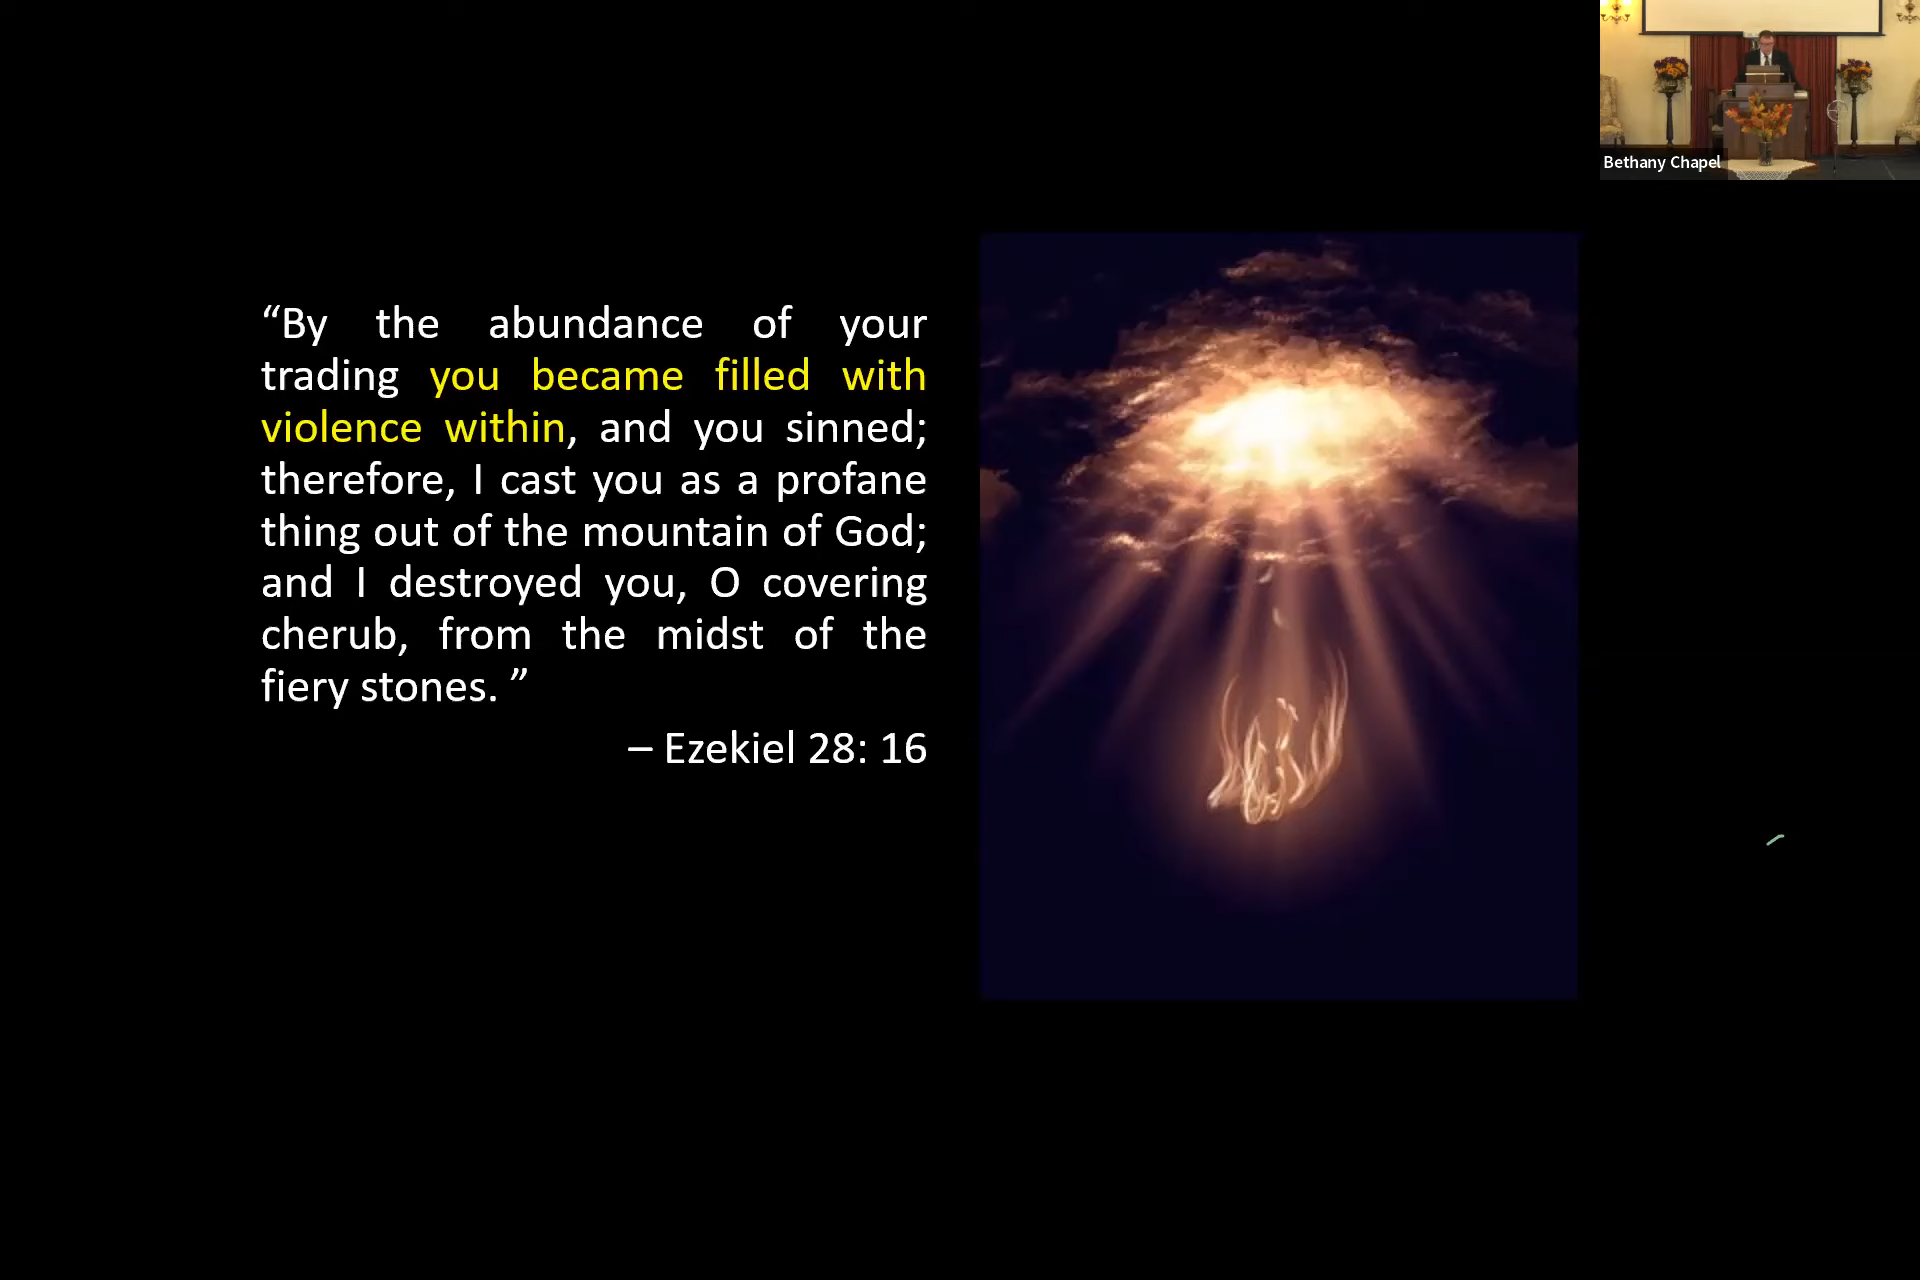 Bethany Chapel
“By the abundance of your
trading you became filled with
violence within, and you sinned;
therefore, I cast you as a profane
thing out of the mountain of God;
and I destroyed you, O covering
cherub, from the midst of the
fiery stones. ”
– Ezekiel 28: 16